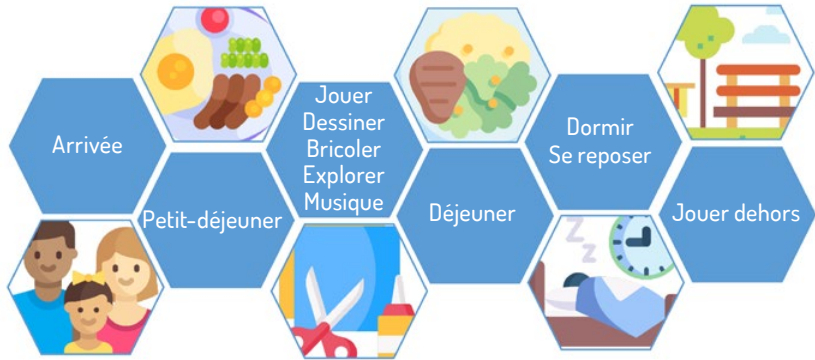 Arrivée
Petit-déjeuner
Jouer
Dessiner
Bricoler
Explorer
Musique
Déjeuner
Dormir
Se reposer
Jouer dehors